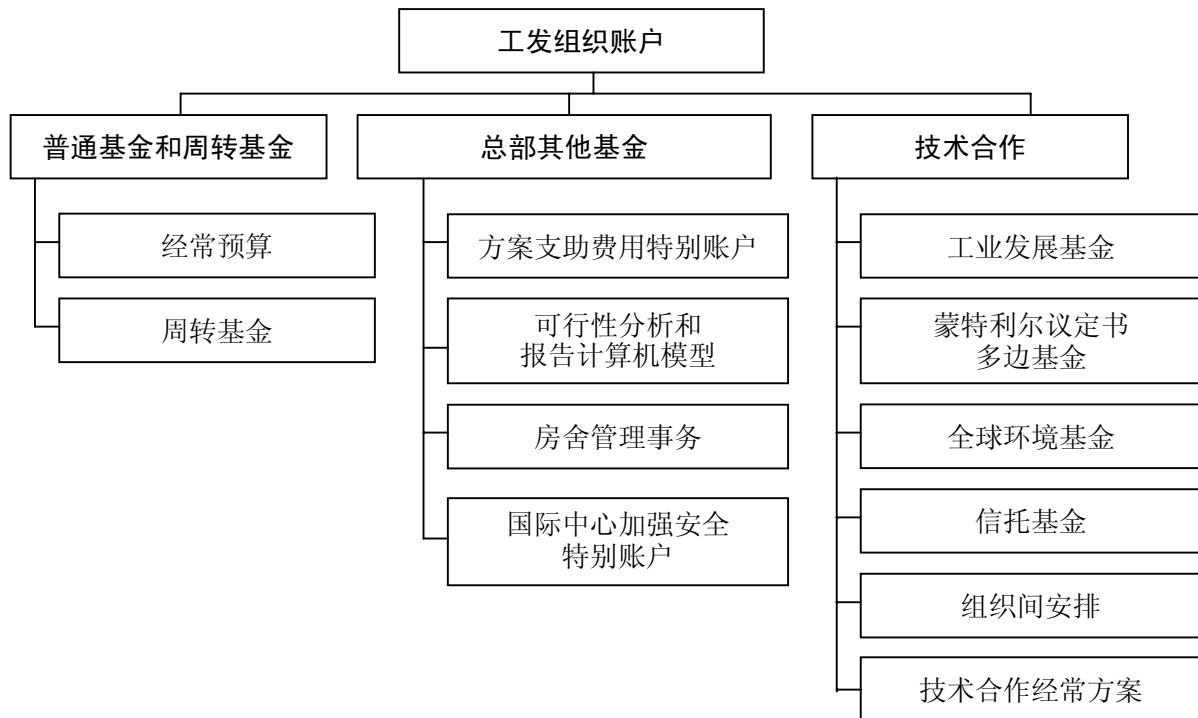 工发组织账户
普通基金和周转基金
经常预算
周转基金
总部其他基金
方案支助费用特别账户
可行性分析和
报告计算机模型
房舍管理事务
国际中心加强安全
特别账户
技术合作
工业发展基金
蒙特利尔议定书
多边基金
全球环境基金
信托基金
组织间安排
技术合作经常方案